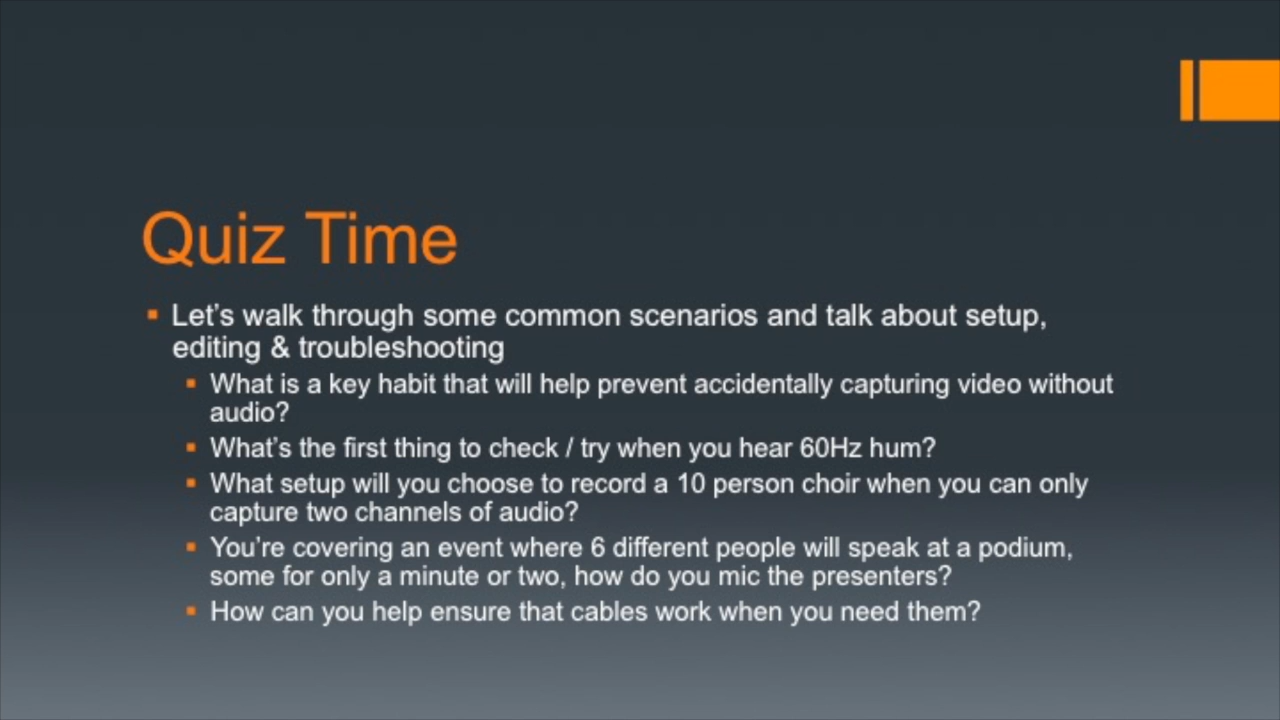 Quiz Time
Let's walk through some common scenarios and talk about setup,
editing & troubleshooting
What is a key habit that will help prevent accidentally capturing video without
audio?
What's the first thing to check / try when you hear 60Hz hum?
What setup will you choose to record a 10 person choir when you can only
capture two channels of audio?
You're covering an event where 6 different people will speak at a podium,
some for only a minute or two, how do you mic the presenters?
How can you help ensure that cables work when you need them?